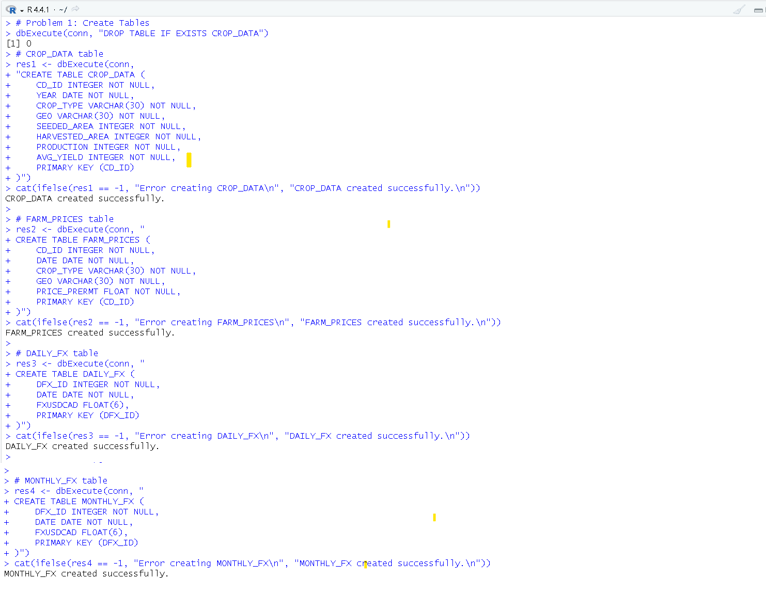 R 4.4.1 · ~/
> # Problem 1: Create Tables
> dbExecute(conn, "DROP TABLE IF EXISTS CROP_DATA")
[1] 0
> # CROP_DATA table
> res1 <- dbExecute(conn,
+ "CREATE TABLE CROP_DATA (
+     CD_ID INTEGER NOT NULL,
+     YEAR DATE NOT NULL,
+     CROP_TYPE VARCHAR(30) NOT NULL,
+     GEO VARCHAR(30) NOT NULL,
+     SEEDED_AREA INTEGER NOT NULL,
+     HARVESTED_AREA INTEGER NOT NULL,
+     PRODUCTION INTEGER NOT NULL,
+     AVG_YIELD INTEGER NOT NULL,
+     PRIMARY KEY (CD_ID)
+ )")
> cat(ifelse(res1 == -1, "Error creating CROP_DATA\n", "CROP_DATA created successfully.\n"))
CROP_DATA created successfully.
>
> # FARM_PRICES table
> res2 <- dbExecute(conn, "
+ CREATE TABLE FARM_PRICES (
+     CD_ID INTEGER NOT NULL,
+     DATE DATE NOT NULL,
+     CROP_TYPE VARCHAR(30) NOT NULL,
+     GEO VARCHAR(30) NOT NULL,
+     PRICE_PRERMT FLOAT NOT NULL,
+     PRIMARY KEY (CD_ID)
+ )")
> cat(ifelse(res2 == -1, "Error creating FARM_PRICES\n", "FARM_PRICES created successfully.\n"))
FARM_PRICES created successfully.
>
> # DAILY_FX table
> res3 <- dbExecute(conn, "
+ CREATE TABLE DAILY_FX (
+     DFX_ID INTEGER NOT NULL,
+     DATE DATE NOT NULL,
+     FXUSDCAD FLOAT(6),
+     PRIMARY KEY (DFX_ID)
+ )")
> cat(ifelse(res3 == -1, "Error creating DAILY_FX\n", "DAILY_FX created successfully.\n"))
DAILY_FX created successfully.
>
>
> # MONTHLY_FX table
> res4 <- dbExecute(conn, "
+ CREATE TABLE MONTHLY_FX (
+     DFX_ID INTEGER NOT NULL,
+     DATE DATE NOT NULL,
+     FXUSDCAD FLOAT(6),
+     PRIMARY KEY (DFX_ID)
+ )")
> cat(ifelse(res4 == -1, "Error creating MONTHLY_FX\n", "MONTHLY_FX created successfully.\n"))
MONTHLY_FX created successfully.